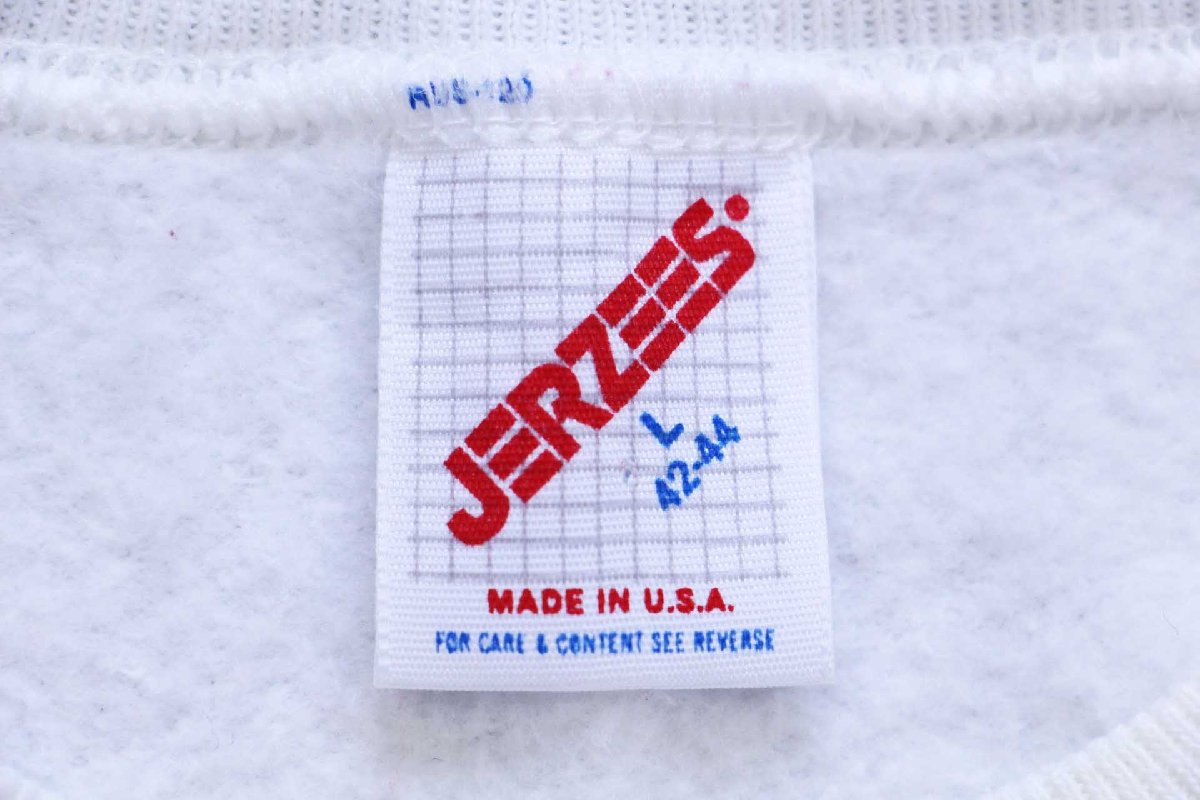 JERZEES
L
42-44
MADE IN U.S.A.
FOR CARE & CONTENT SEE REVERSE